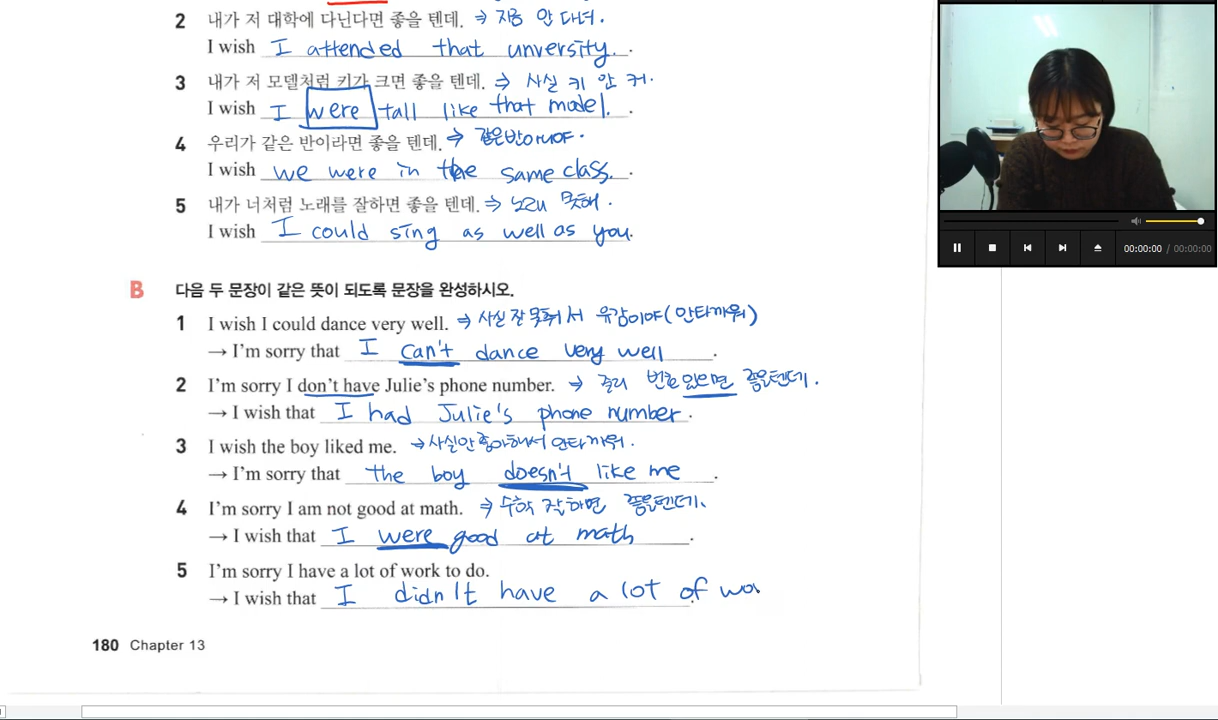 2 내가 저 대학에 다닌다면 좋을 텐데. ⇒ 지금 안 다녀.
I wish I attended that unversity.
3 내가 저 모델처럼 키가 크면 좋을 텐데. ⇒ 사실 키 안 커.
I wish I were tall like that model.
4 우리가 같은 반이라면 좋을 텐데. ⇒ 같은반아니야.
I wish we were in the same class.
5 내가 너처럼 노래를 잘하면 좋을 텐데. ⇒ 노래 못해.
I wish I could sing as well as you.
B 다음 두 문장이 같은 뜻이 되도록 문장을 완성하시오.
1 I wish I could dance very well. ⇒ 사실 잘 못춰서 유감이야(안타까워)
→ I'm sorry that I can't dance very well.
2 I'm sorry I don't have Julie's phone number. ⇒ 줄리 번호 있으면 좋을텐데.
→ I wish that I had Julie's phone number.
3 I wish the boy liked me. ⇒ 사실안좋아해서 안타까워.
→ I'm sorry that the boy doesn't like me.
4 I'm sorry I am not good at math. ⇒ 수학 잘하면 좋을텐데.
→ I wish that I were good at math.
5 I'm sorry I have a lot of work to do.
→ I wish that I didn't have a lot of wo
180 Chapter 13
00:00:00 / 00:00:00